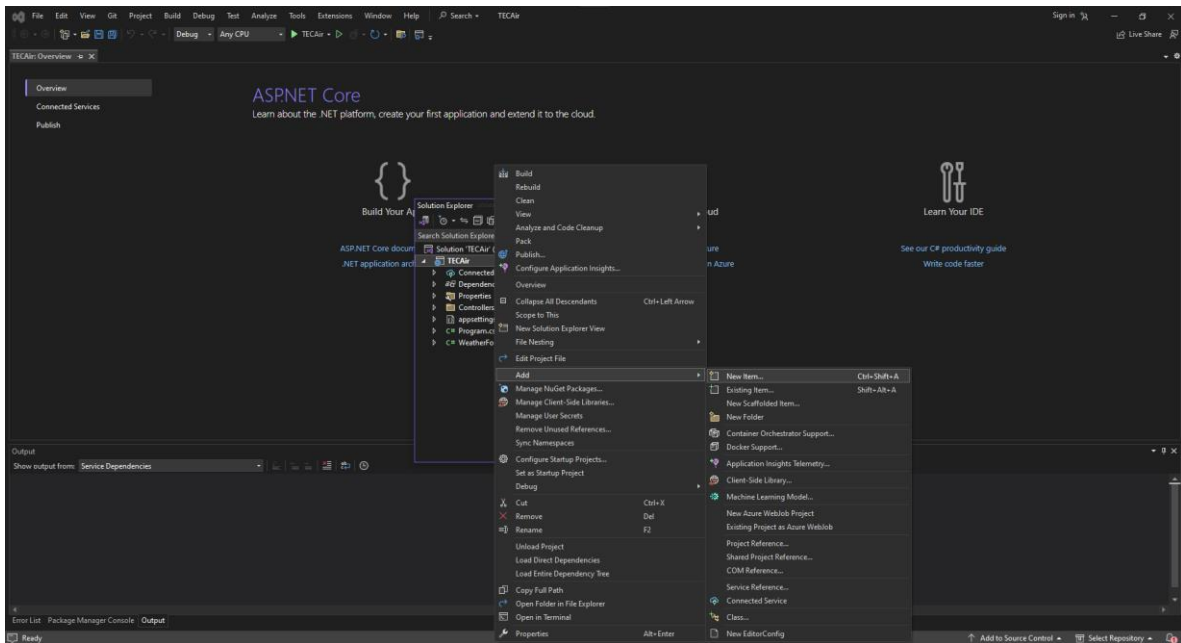 File Edit View Git Project Build Debug Test Analyze Tools Extensions Window Help Search TECAir Sign in
Debug Any CPU TECAir Live Share
TECAir: Overview
Overview
Connected Services
Publish
ASP.NET Core
Learn about the .NET platform, create your first application and extend it to the cloud.
Build Your A
ud
Learn Your IDE
ASP.NET Core docum
ure
See our C# productivity guide
.NET application arc
n Azure
Write code faster
Solution Explorer
Search Solution Explore
Solution 'TECAir' (
TECAir
Connected
Dependenc
Properties
Controllers
appsetting
C# Program.cs
C# WeatherFo
Build
Rebuild
Clean
View
Analyze and Code Cleanup
Pack
Publish...
Configure Application Insights...
Overview
Collapse All Descendants Ctrl+Left Arrow
Scope to This
New Solution Explorer View
File Nesting
Edit Project File
Add
Manage NuGet Packages...
Manage Client-Side Libraries...
Manage User Secrets
Remove Unused References...
Sync Namespaces
Configure Startup Projects...
Set as Startup Project
Debug
Cut Ctrl+X
Remove Del
Rename F2
Unload Project
Load Direct Dependencies
Load Entire Dependency Tree
Copy Full Path
Open Folder in File Explorer
Open in Terminal
Properties Alt+Enter
New Item... Ctrl+Shift+A
Existing Item... Shift+Alt+A
New Scaffolded Item...
New Folder
Container Orchestrator Support...
Docker Support...
Application Insights Telemetry...
Client-Side Library...
Machine Learning Model...
New Azure WebJob Project
Existing Project as Azure WebJob
Project Reference...
Shared Project Reference...
COM Reference...
Service Reference...
Connected Service
Class...
New EditorConfig
Output
Show output from: Service Dependencies
Error List Package Manager Console Output
Ready Add to Source Control Select Repository